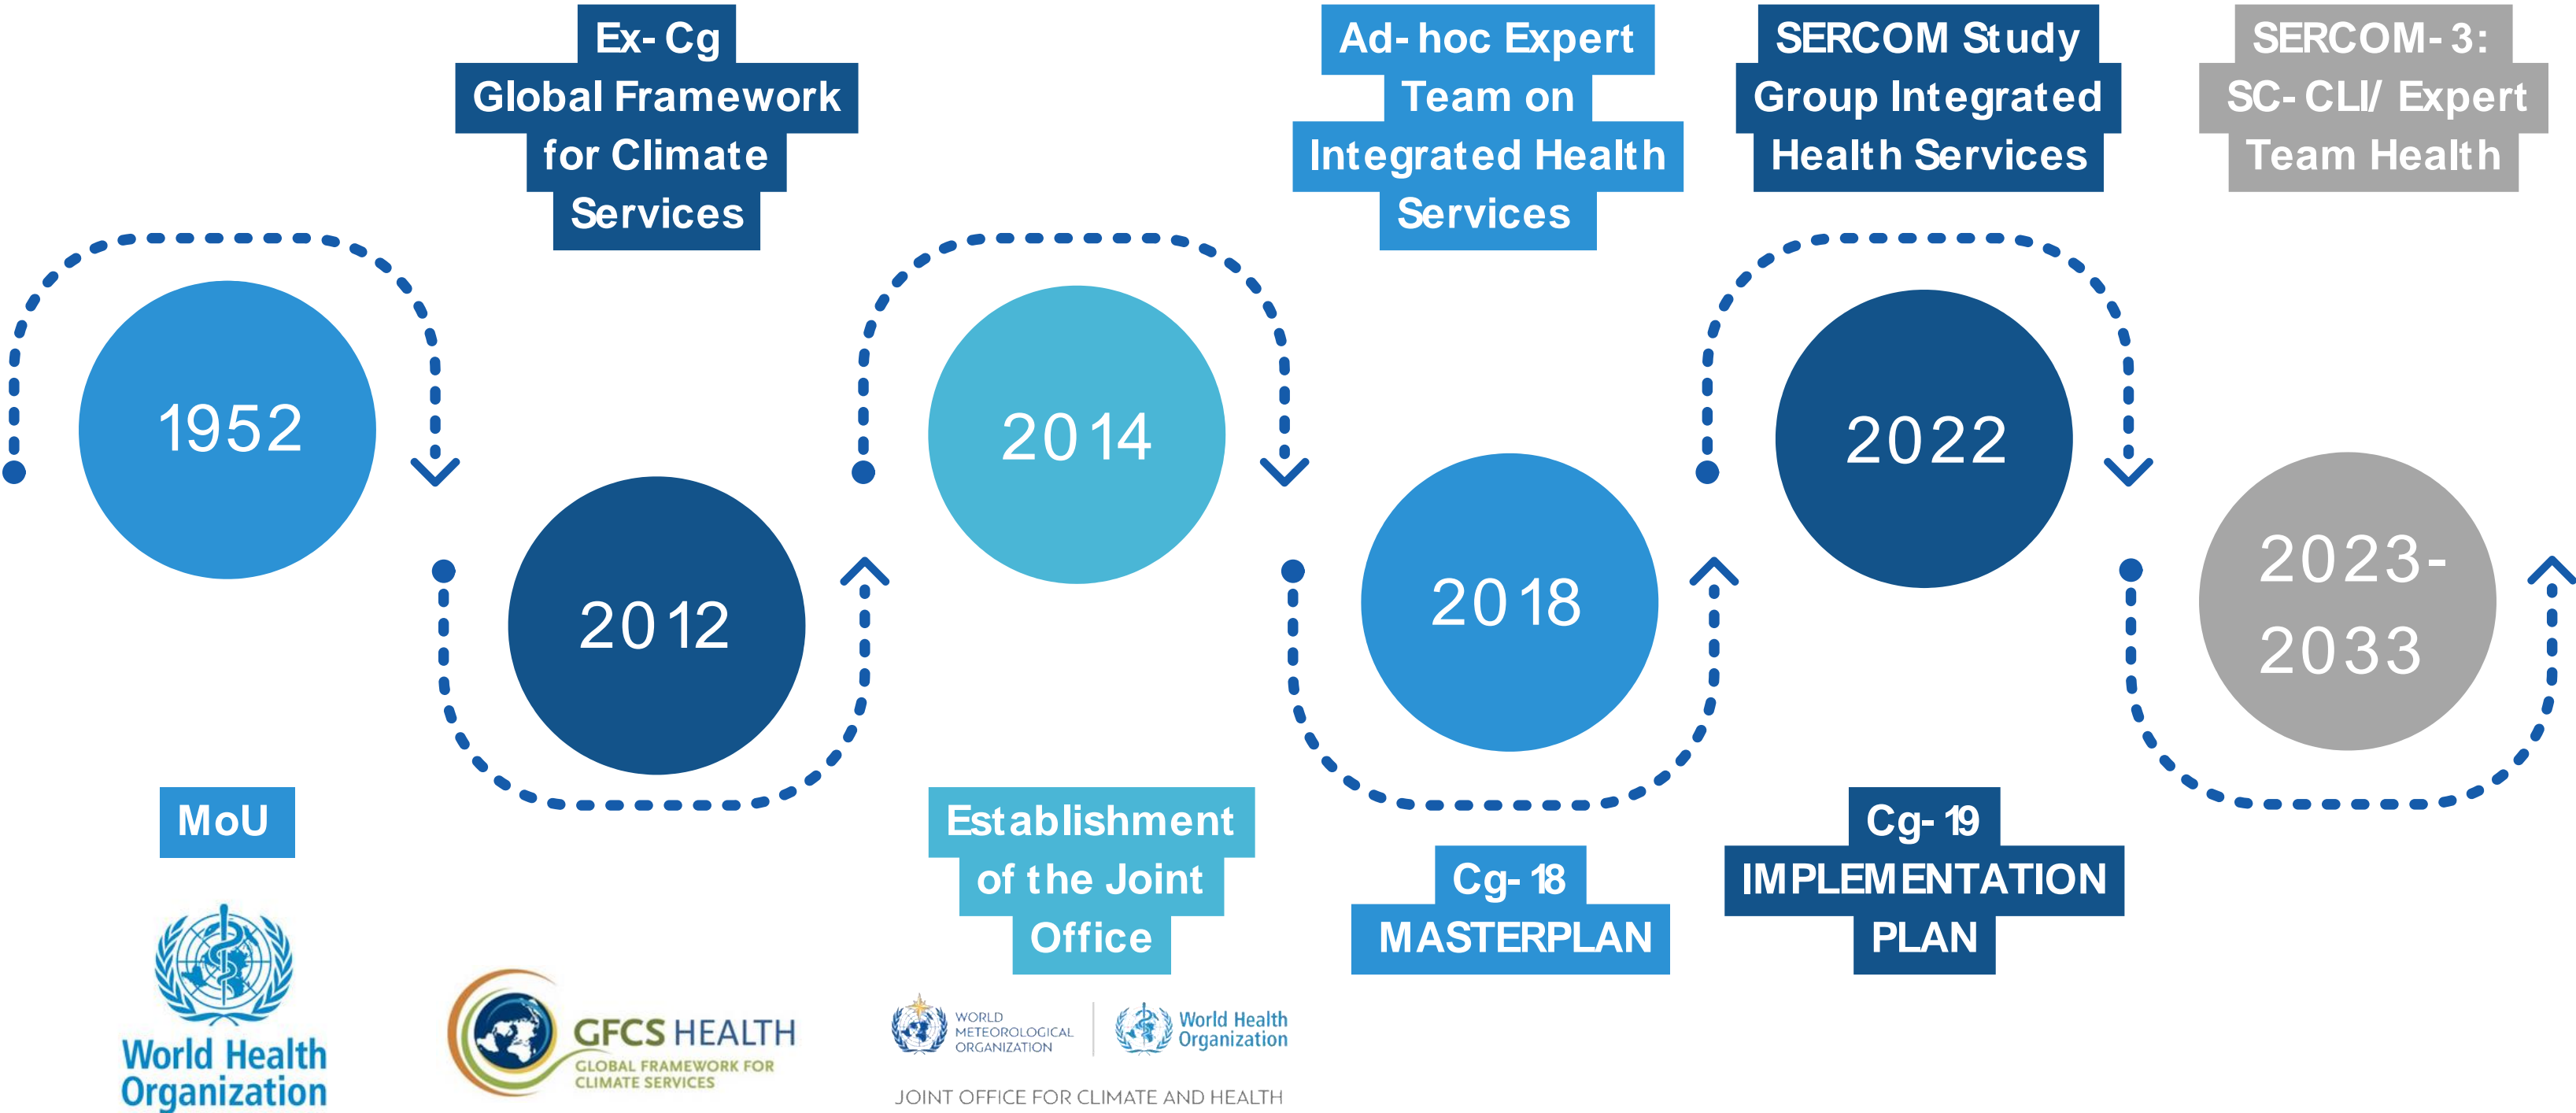 Ex-Cg
Global Framework
for Climate
Services
Ad-hoc Expert
Team on
Integrated Health
Services
SERCOM Study
Group Integrated
Health Services
SERCOM-3:
SC-CLI/ Expert
Team Health
1952
2012
2014
2018
2022
2023-
2033
MoU
World Health
Organization
GFCS HEALTH
GLOBAL FRAMEWORK FOR
CLIMATE SERVICES
Establishment
of the Joint
Office
WORLD
METEOROLOGICAL
ORGANIZATION
World Health
Organization
JOINT OFFICE FOR CLIMATE AND HEALTH
Cg-18
MASTERPLAN
Cg-19
IMPLEMENTATION
PLAN